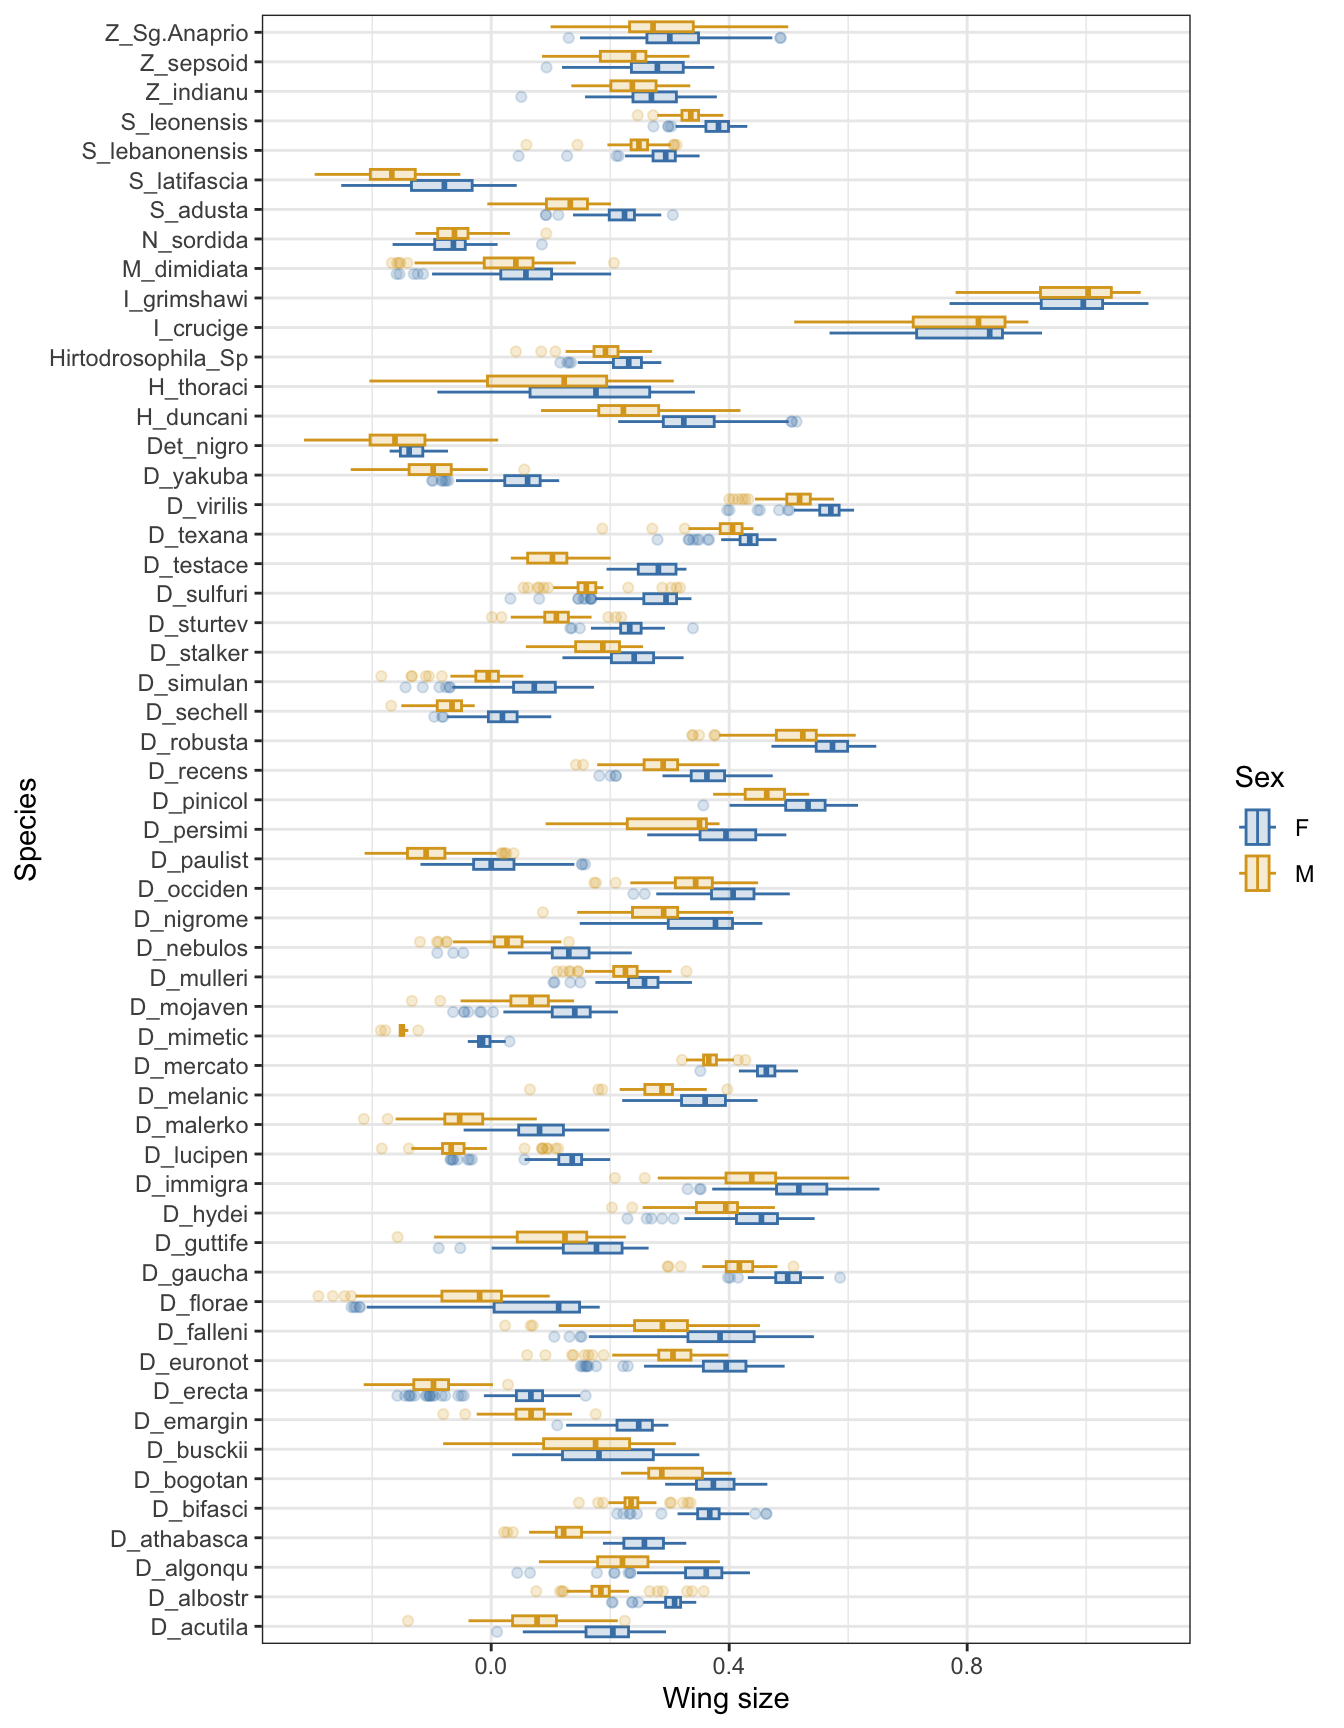 Z_Sg.Anaprio
Z_sepsoid
Z_indianu
S_leonensis
S_lebanonensis
S_latifascia
S_adusta
N_sordida
M_dimidiata
I_grimshawi
I_crucige
Hirtodrosophila_Sp
H_thoraci
H_duncani
Det_nigro
D_yakuba
D_virilis
D_texana
D_testace
D_sulfuri
D_sturtev
D_stalker
D_simulan
D_sechell
D_robusta
D_recens
D_pinicol
D_persimi
D_paulist
D_occiden
D_nigrome
D_nebulos
D_mulleri
D_mojaven
D_mimetic
D_mercato
D_melanic
D_malerko
D_lucipen
D_immigra
D_hydei
D_guttife
D_gaucha
D_florae
D_falleni
D_euronot
D_erecta
D_emargin
D_busckii
D_bogotan
D_bifasci
D_athabasca
D_algonqu
D_albostr
D_acutila
Species
0.0 0.4 0.8
Wing size
Sex
F
M